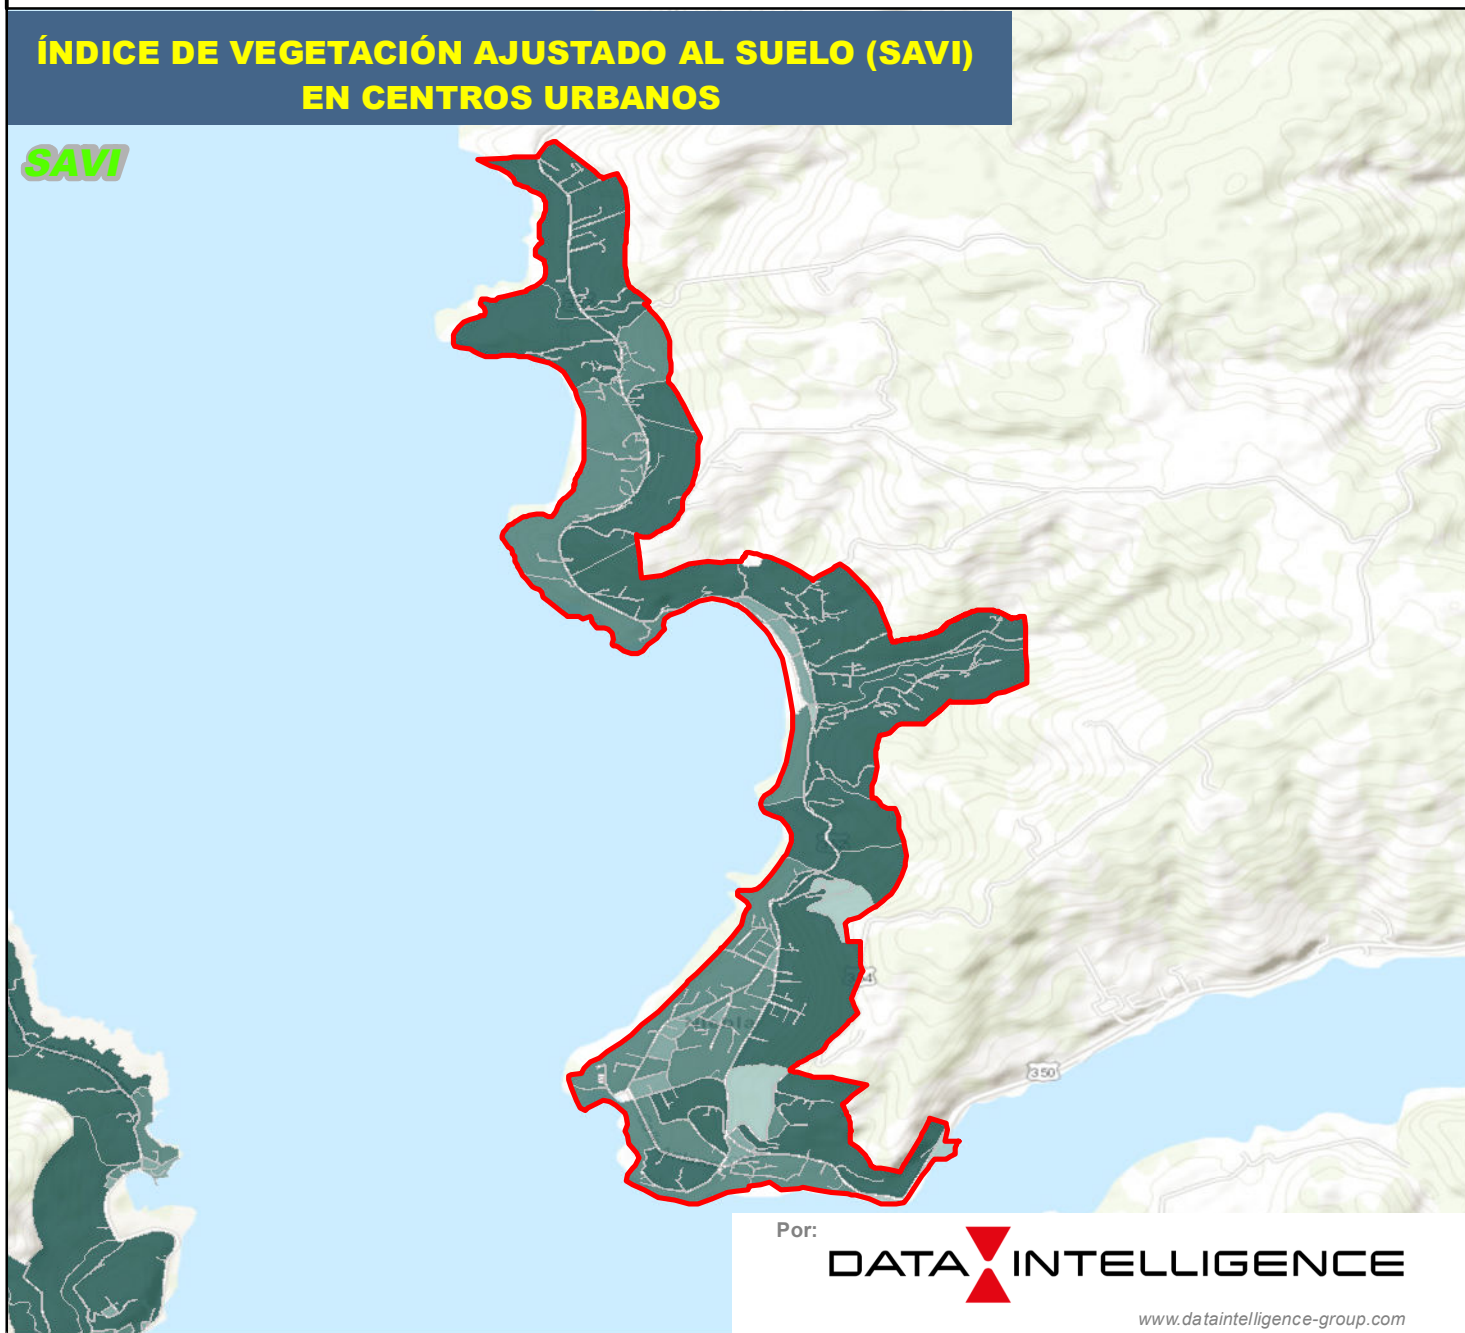 ÍNDICE DE VEGETACIÓN AJUSTADO AL SUELO (SAVI)
EN CENTROS URBANOS
SAVI
350
Por:
DATA INTELLIGENCE
www.dataintelligence-group.com